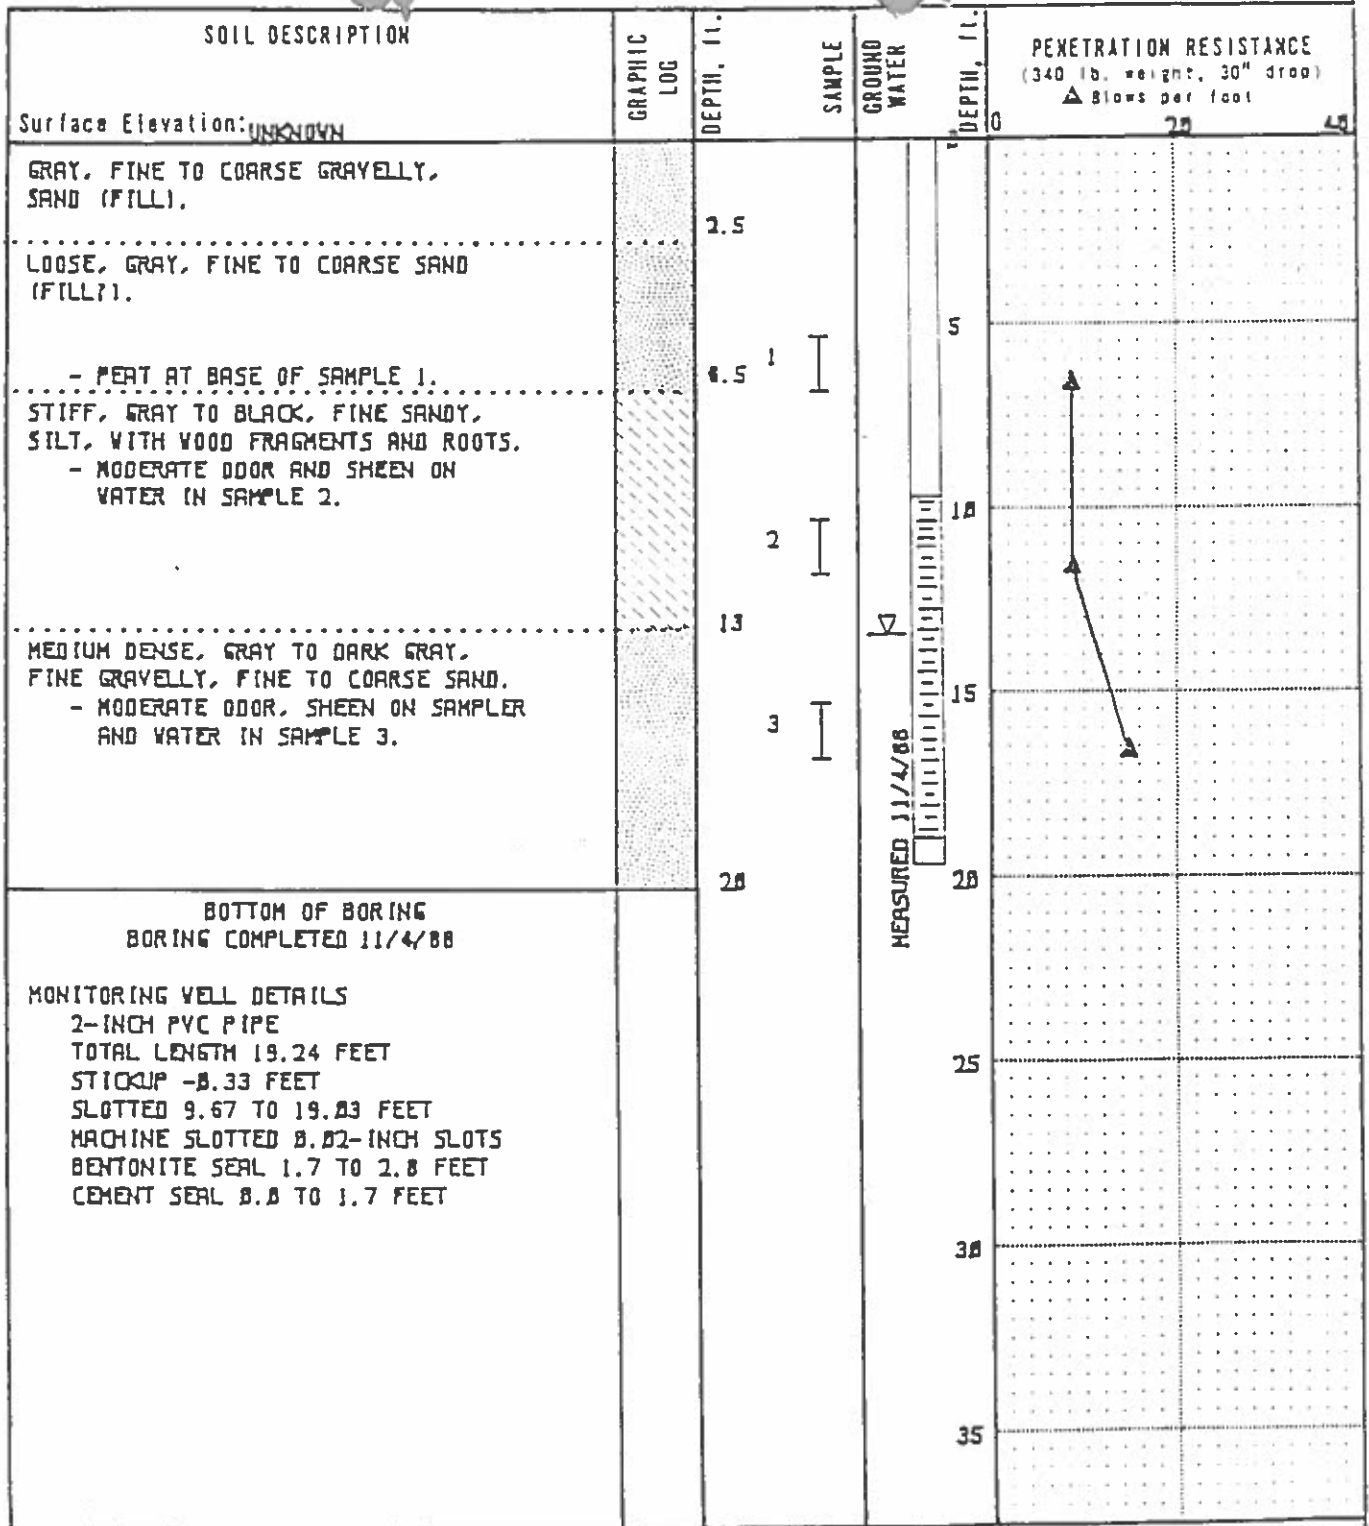 SOIL DESCRIPTION
Surface Elevation: UNKNOWN
GRAPHIC LOG
DEPTH, ft.
SAMPLE
GROUND WATER
DEPTH, ft.
PENETRATION RESISTANCE
(340 lb. weight, 30" drop)
▲ Blows per foot
0 20 40
GRAY, FINE TO COARSE GRAVELLY,
SAND (FILL).
2.5
LOOSE, GRAY, FINE TO COARSE SAND
(FILL?).
5
1
- PEAT AT BASE OF SAMPLE 1.
6.5
STIFF, GRAY TO BLACK, FINE SANDY,
SILT, WITH WOOD FRAGMENTS AND ROOTS.
- MODERATE ODOR AND SHEEN ON
WATER IN SAMPLE 2.
10
2
13
MEDIUM DENSE, GRAY TO DARK GRAY,
FINE GRAVELLY, FINE TO COARSE SAND.
- MODERATE ODOR, SHEEN ON SAMPLER
AND WATER IN SAMPLE 3.
15
3
MEASURED 11/4/88
20
20
BOTTOM OF BORING
BORING COMPLETED 11/4/88
MONITORING WELL DETAILS
2-INCH PVC PIPE
TOTAL LENGTH 19.24 FEET
STICKUP -0.33 FEET
SLOTTED 9.67 TO 19.03 FEET
MACHINE SLOTTED 0.02-INCH SLOTS
BENTONITE SEAL 1.7 TO 2.8 FEET
CEMENT SEAL 0.0 TO 1.7 FEET
25
30
35